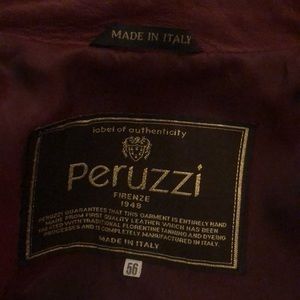 MADE IN ITALY
label of authenticity
Peruzzi
FIRENZE
1948
PERUZZI GUARANTEES THAT THIS GARMENT IS ENTIRELY HAND
MADE FROM FIRST QUALITY LEATHER WHICH HAS BEEN
TREATED WITH TRADITIONAL FLORENTINE TANNING AND DYEING
PROCESSES AND IS COMPLETELY MANUFACTURED IN ITALY.
MADE IN ITALY
56